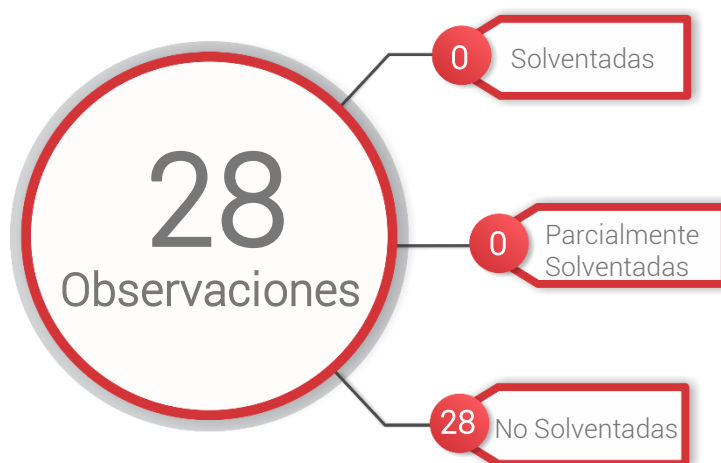 28
Observaciones
0
Solventadas
0
Parcialmente
Solventadas
28
No Solventadas